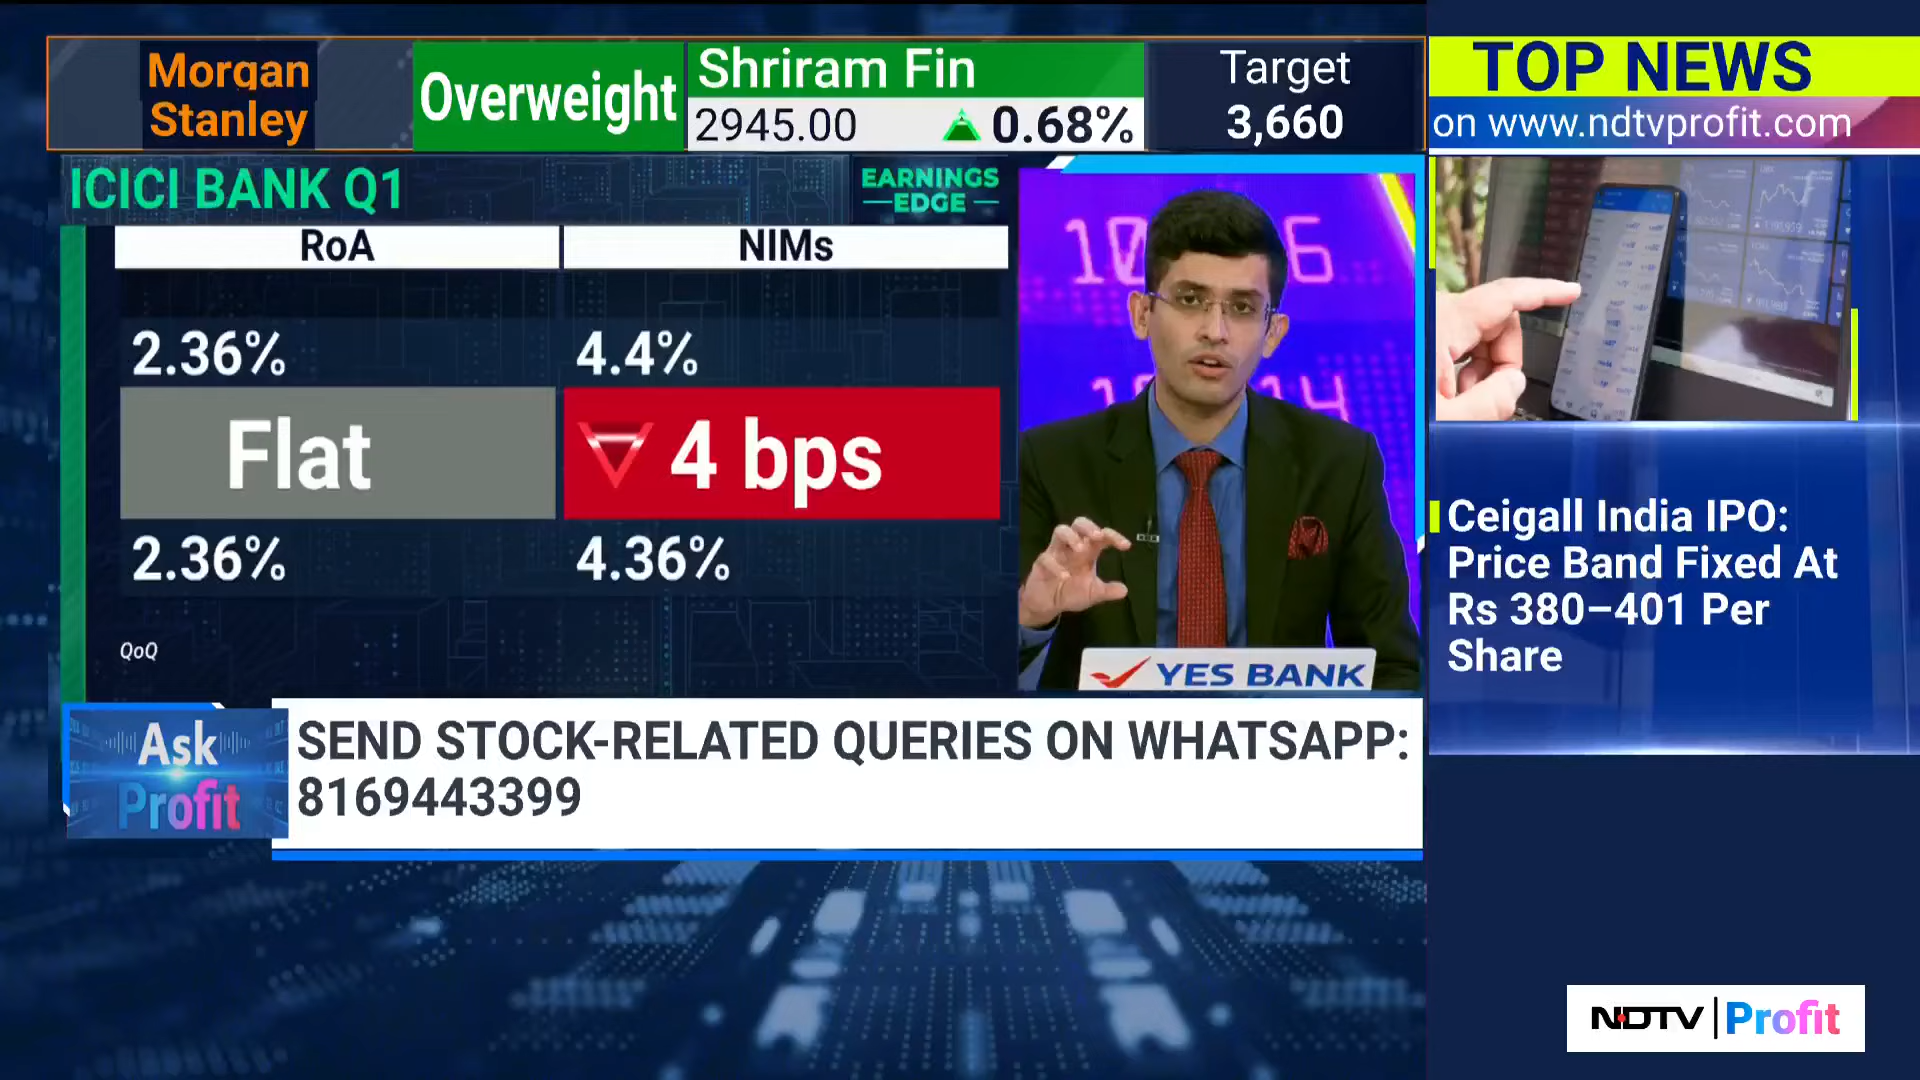 Morgan
Stanley
Overweight
Shriram Fin
2945.00
0.68%
Target
3,660
TOP NEWS
on www.ndtvprofit.com
ICICI BANK Q1
EARNINGS
EDGE
RoA
NIMs
2.36%
4.4%
Flat
4 bps
2.36%
4.36%
QoQ
YES BANK
Ceigall India IPO:
Price Band Fixed At
Rs 380–401 Per
Share
Ask
Profit
SEND STOCK-RELATED QUERIES ON WHATSAPP:
8169443399
NDTV Profit